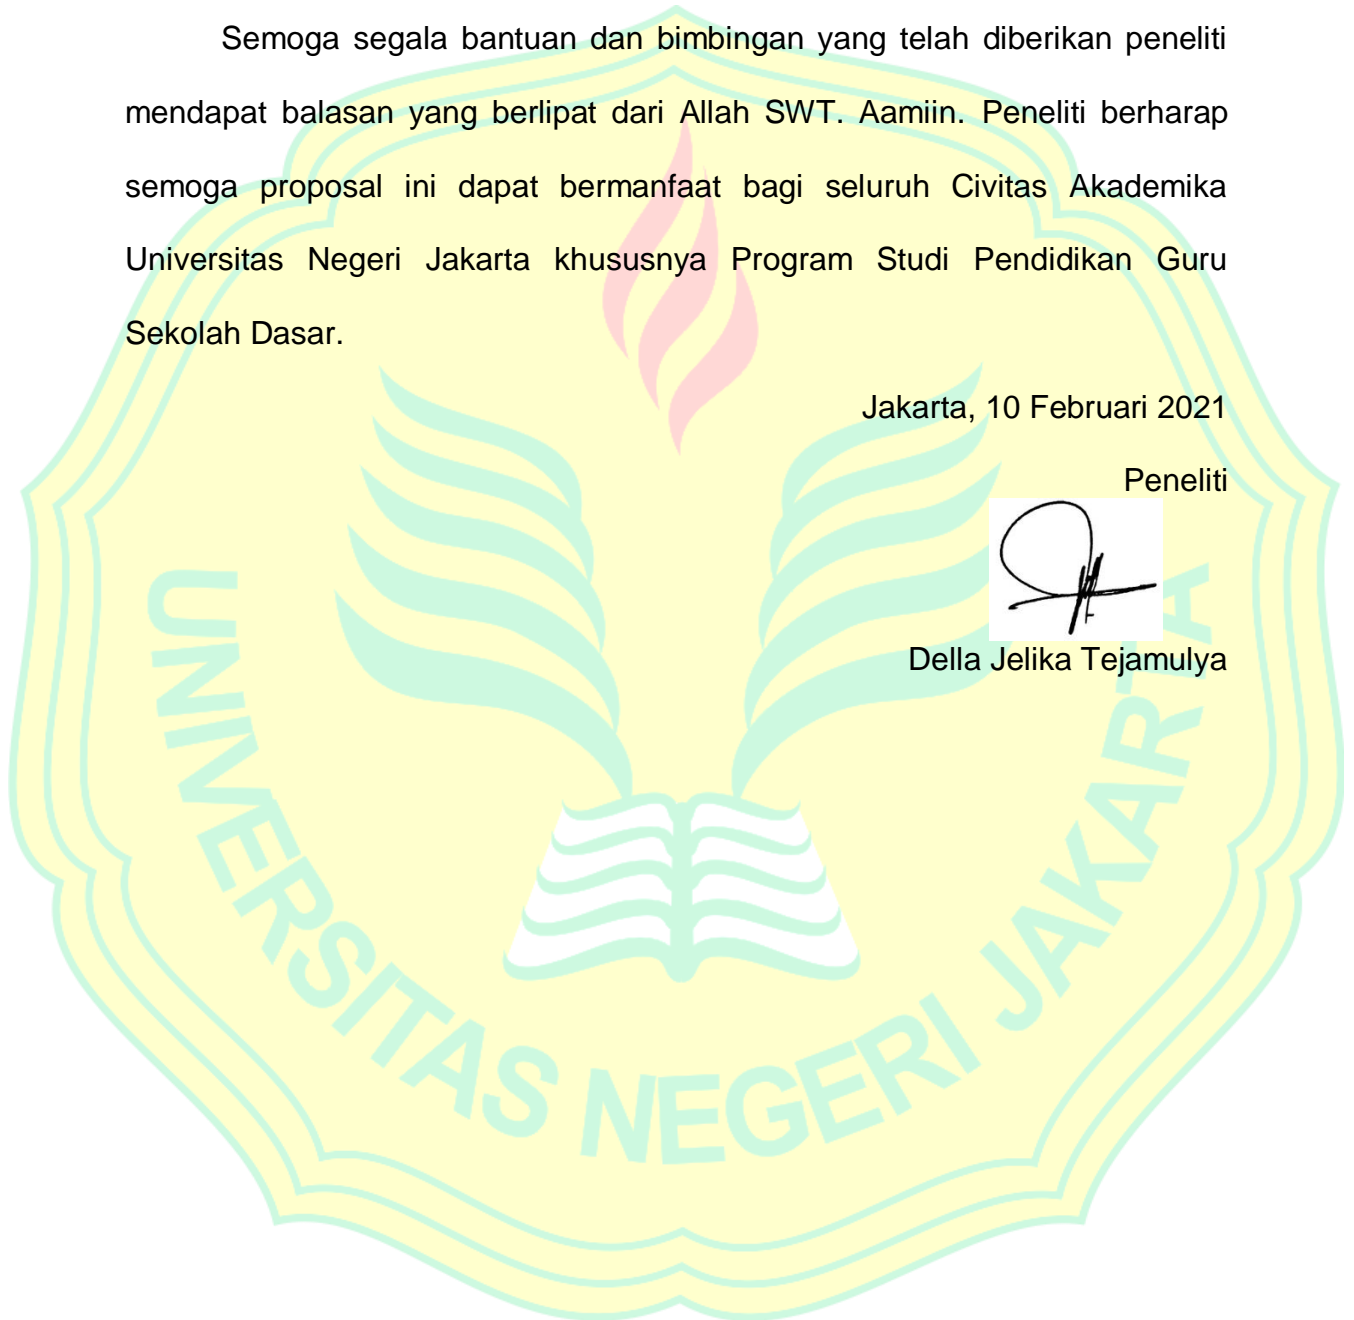 Semoga segala bantuan dan bimbingan yang telah diberikan peneliti
mendapat balasan yang berlipat dari Allah SWT. Aamiin. Peneliti berharap
semoga proposal ini dapat bermanfaat bagi seluruh Civitas Akademika
Universitas Negeri Jakarta khususnya Program Studi Pendidikan Guru
Sekolah Dasar.
Jakarta, 10 Februari 2021
Peneliti
Della Jelika Tejamulya
UNIVERSITAS NEGERI JAKARTA